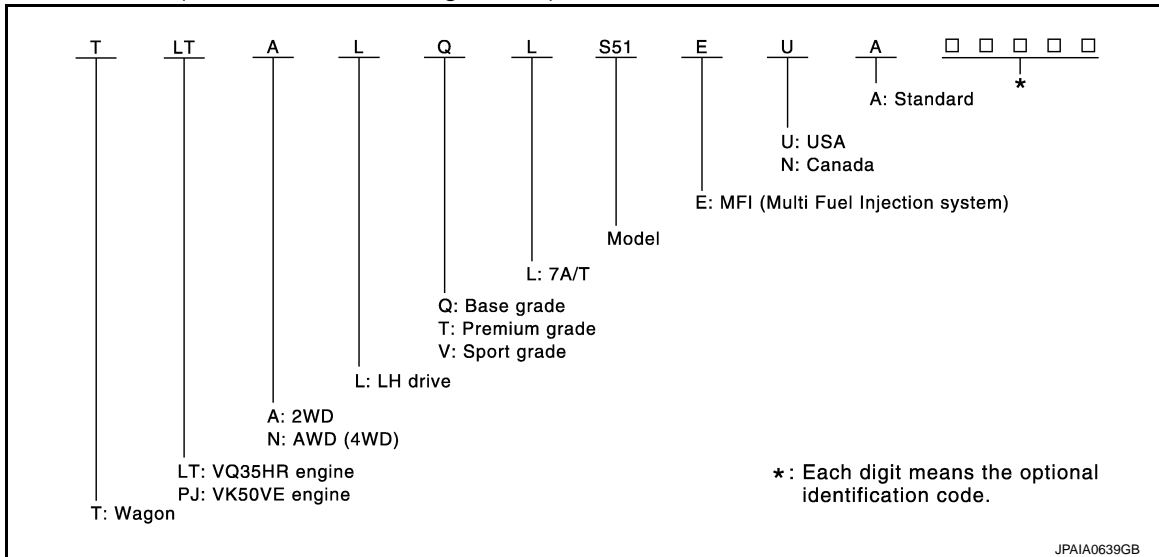 T LT A L Q L S51 E U A □ □ □ □ □
*
A: Standard
U: USA
N: Canada
E: MFI (Multi Fuel Injection system)
Model
L: 7A/T
Q: Base grade
T: Premium grade
V: Sport grade
L: LH drive
A: 2WD
N: AWD (4WD)
LT: VQ35HR engine
PJ: VK50VE engine
T: Wagon
*: Each digit means the optional
identification code.
JPAIA0639GB